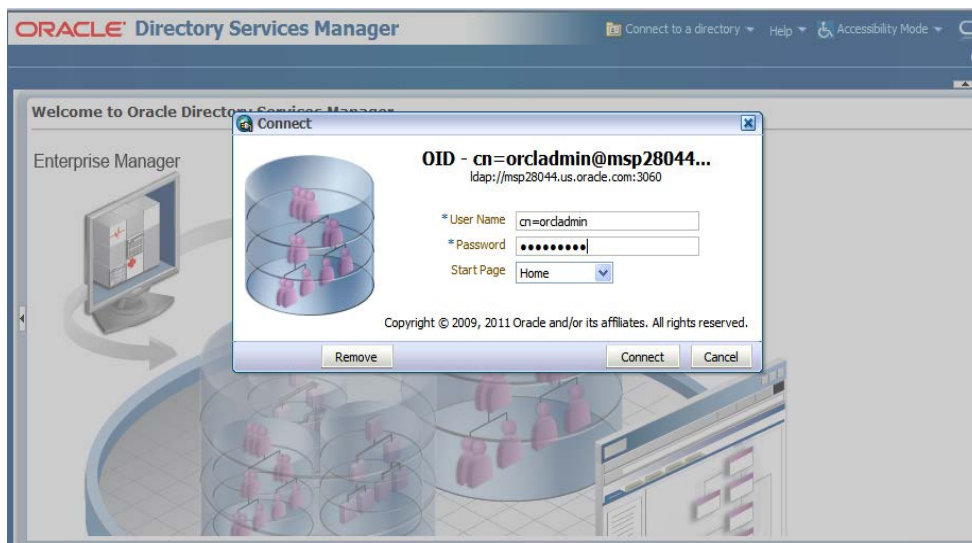 ORACLE Directory Services Manager
Connect to a directory Help Accessibility Mode
Welcome to Oracle Directory Services Manager
Enterprise Manager
Connect
OID - cn=orcladmin@msp28044...
ldap://msp28044.us.oracle.com:3060
*User Name cn=orcladmin
*Password •••••••••
Start Page Home
Copyright © 2009, 2011 Oracle and/or its affiliates. All rights reserved.
Remove Connect Cancel